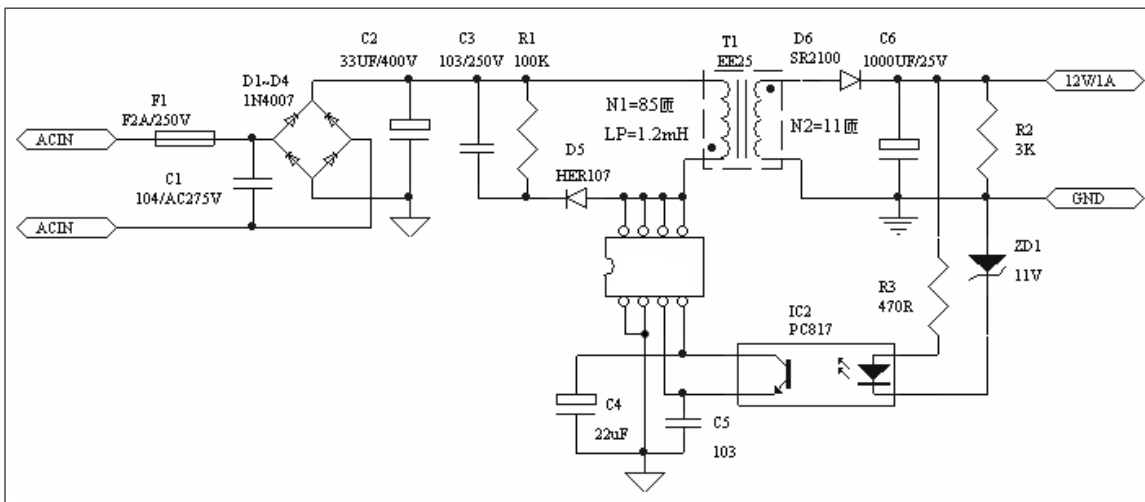 C2
33UF/400V
C3
103/250V
R1
100K
T1
EE25
D6
SR2100
C6
1000UF/25V
D1~D4
1N4007
F1
F2A/250V
ACIN
C1
104/AC275V
ACIN
N1=85匝
LP=1.2mH
N2=11匝
12V/1A
R2
3K
GND
D5
HER107
ZD1
11V
R3
470R
IC2
PC817
C4
22uF
C5
103